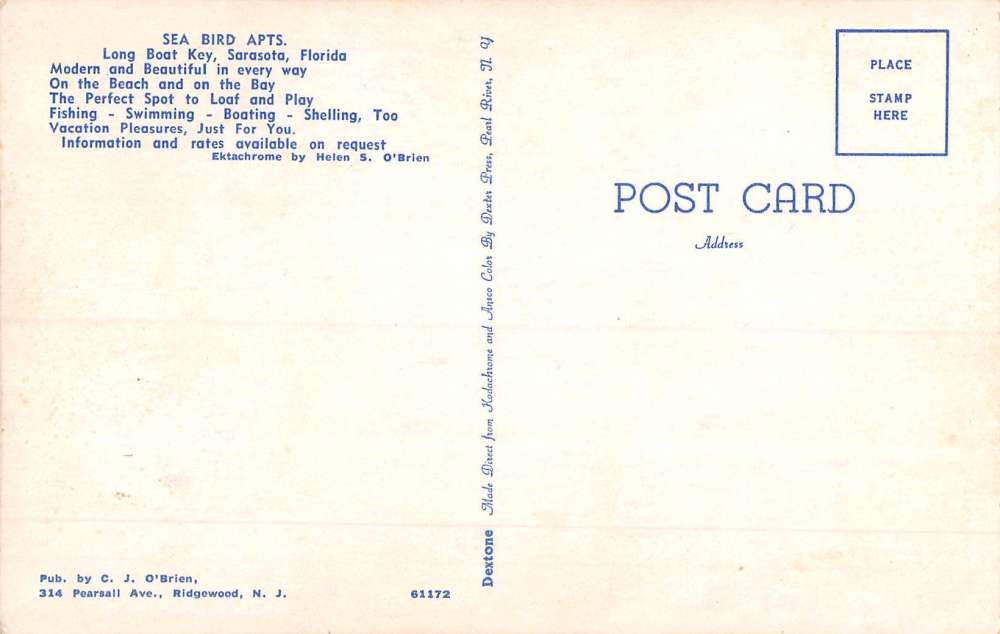 SEA BIRD APTS.
Long Boat Key, Sarasota, Florida
Modern and Beautiful in every way
On the Beach and on the Bay
The Perfect Spot to Loaf and Play
Fishing - Swimming - Boating - Shelling, Too
Vacation Pleasures, Just For You.
Information and rates available on request
Ektachrome by Helen S. O'Brien
Pub. by C. J. O'Brien,
314 Pearsall Ave., Ridgewood, N. J.
61172
Dextone Made Direct from Kodachrome and Ansco Color By Dexter Press, Pearl River, N. Y
PLACE
STAMP
HERE
POST CARD
Address